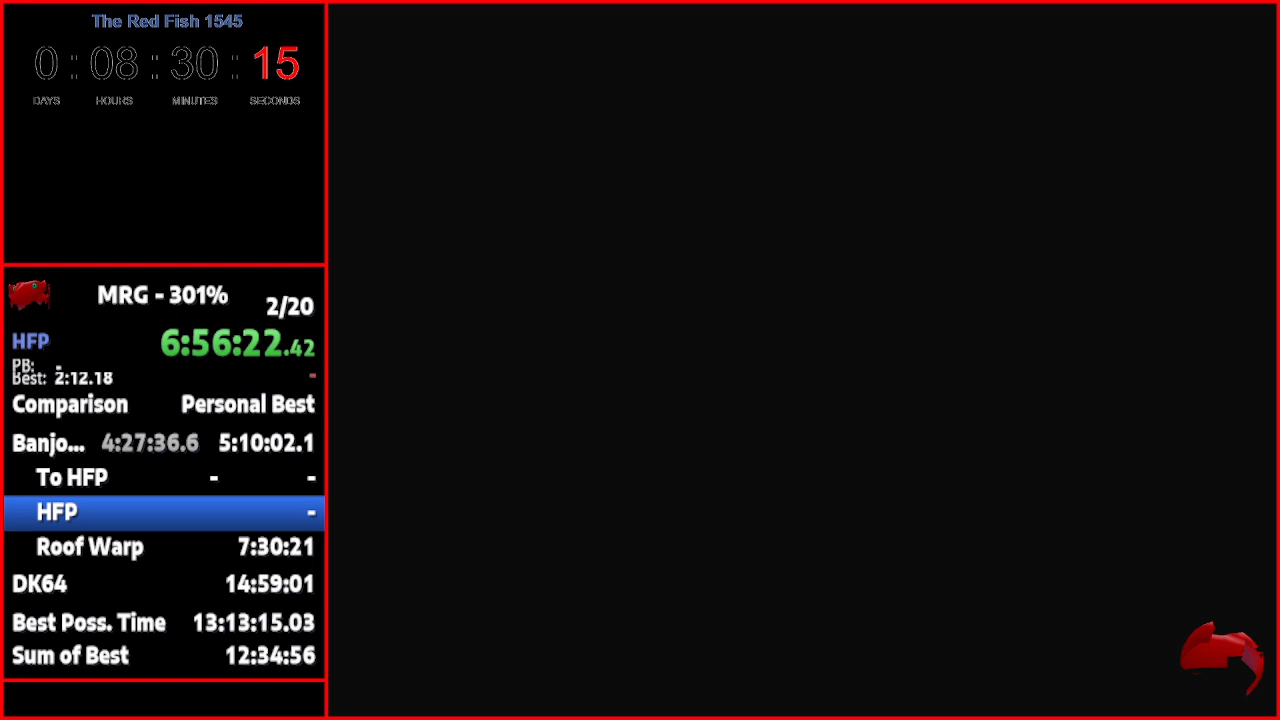 The Red Fish 1545
0 : 08 : 30 : 15
DAYS HOURS MINUTES SECONDS
MRG - 301%
2/20
HFP 6:56:22.42
PB: -
Best: 2:12.18 -
Comparison Personal Best
Banjo... 4:27:36.6 5:10:02.1
To HFP - -
HFP -
Roof Warp 7:30:21
DK64 14:59:01
Best Poss. Time 13:13:15.03
Sum of Best 12:34:56